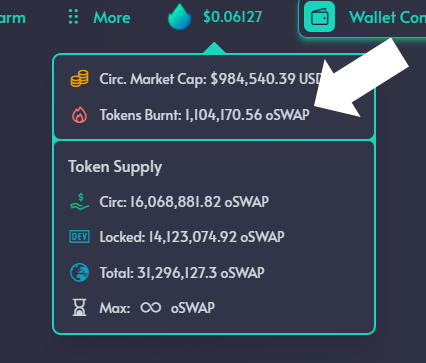 arm
More
$0.06127
Wallet Con
Circ. Market Cap: $984,540.39 USD
Tokens Burnt: 1,104,170.56 oSWAP
Token Supply
Circ: 16,068,881.82 oSWAP
DEV
Locked: 14,123,074.92 oSWAP
Total: 31,296,127.3 oSWAP
Max: ∞ oSWAP